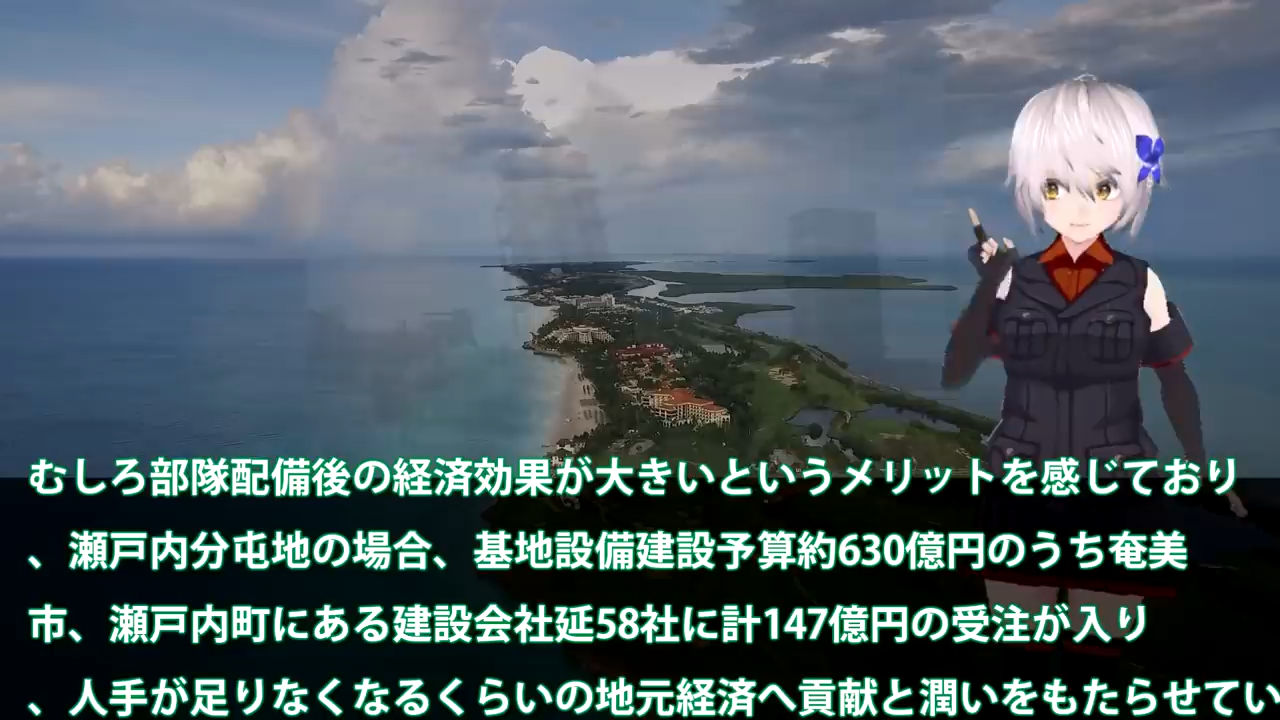 むしろ部隊配備後の経済効果が大きいというメリットを感じており
、瀬戸内分屯地の場合、基地設備建設予算約630億円のうち奄美
市、瀬戸内町にある建設会社延58社に計147億円の受注が入り
、人手が足りなくなるくらいの地元経済へ貢献と潤いをもたらせてい